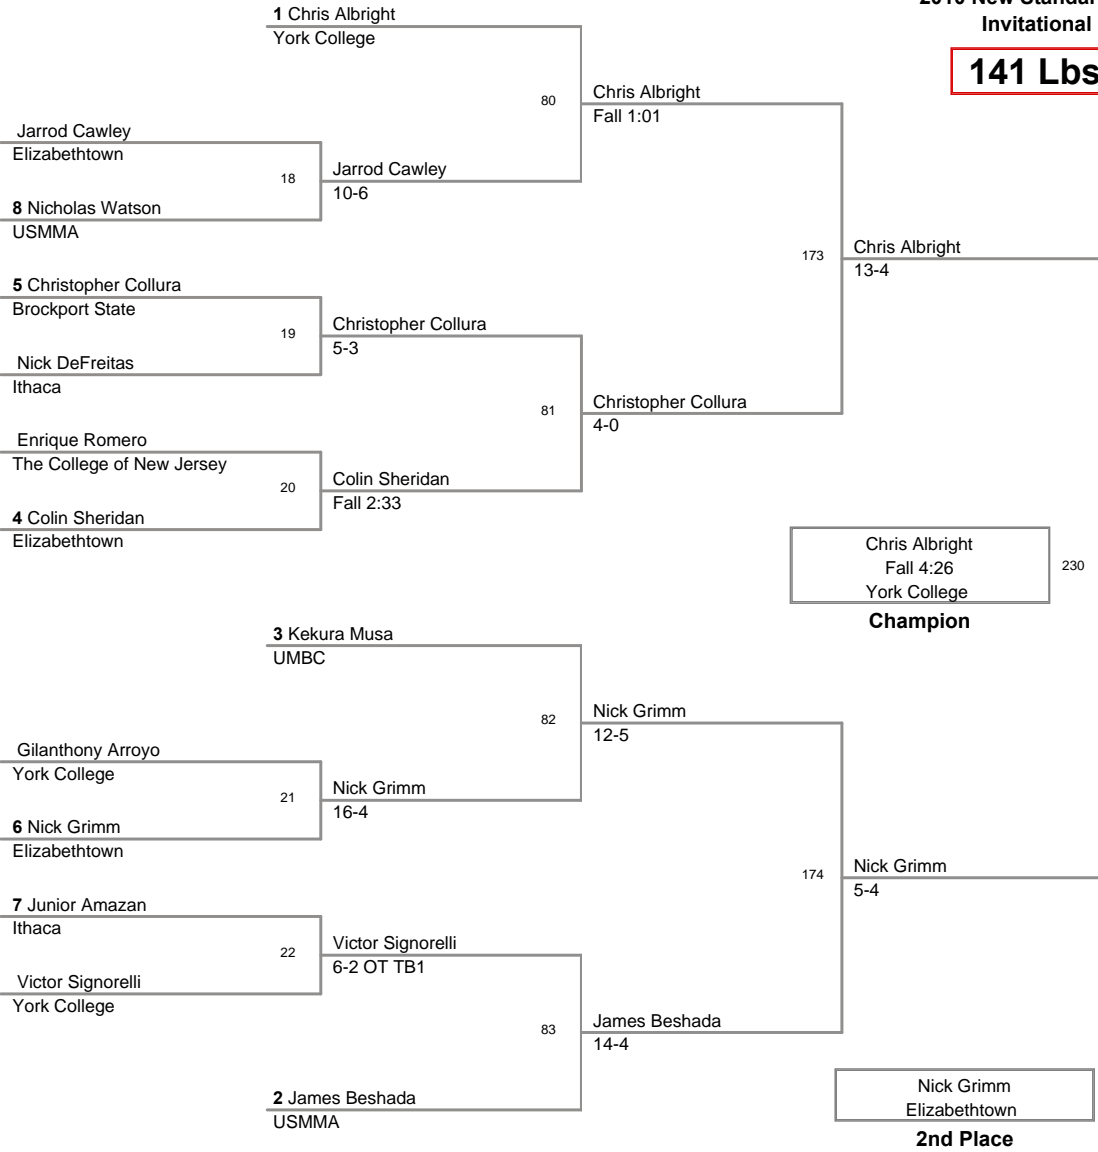 2010 New Standar
Invitational
141 Lbs
1 Chris Albright
York College
80
Chris Albright
Fall 1:01
Jarrod Cawley
Elizabethtown
18
Jarrod Cawley
10-6
8 Nicholas Watson
USMMA
173
Chris Albright
13-4
5 Christopher Collura
Brockport State
19
Christopher Collura
5-3
Nick DeFreitas
Ithaca
81
Christopher Collura
4-0
Enrique Romero
The College of New Jersey
20
Colin Sheridan
Fall 2:33
4 Colin Sheridan
Elizabethtown
Chris Albright
Fall 4:26
York College
230
Champion
3 Kekura Musa
UMBC
82
Nick Grimm
12-5
Gilanthony Arroyo
York College
21
Nick Grimm
16-4
6 Nick Grimm
Elizabethtown
174
Nick Grimm
5-4
7 Junior Amazan
Ithaca
22
Victor Signorelli
6-2 OT TB1
Victor Signorelli
York College
83
James Beshada
14-4
2 James Beshada
USMMA
Nick Grimm
Elizabethtown
2nd Place